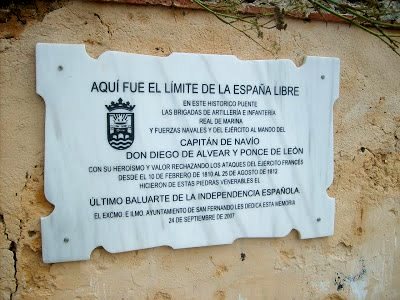 AQUÍ FUE EL LÍMITE DE LA ESPAÑA LIBRE
EN ESTE HISTORICO PUENTE
LAS BRIGADAS DE ARTILLERÍA E INFANTERIA
REAL DE MARINA
Y FUERZAS NAVALES Y DEL EJÉRCITO AL MANDO DEL
CAPITÁN DE NAVÍO
DON DIEGO DE ALVEAR Y PONCE DE LEÓN
CON SU HEROISMO Y VALOR RECHAZANDO LOS ATAQUES DEL EJÉRCITO FRANCÉS
DESDE EL 10 DE FEBRERO DE 1810 AL 25 DE AGOSTO DE 1812
HICIERON DE ESTAS PIEDRAS VENERABLES EL
ÚLTIMO BALUARTE DE LA INDEPENDENCIA ESPAÑOLA.
EL EXCMO. E ILMO. AYUNTAMIENTO DE SAN FERNANDO LES DEDICA ESTA MEMORIA
24 DE SEPTIEMBRE DE 2007